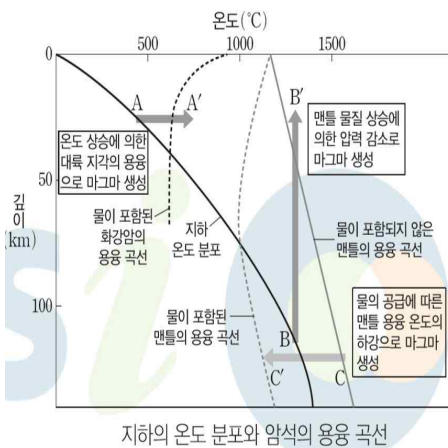 온도(℃)
500 1000 1500
0
A A′
B′
온도 상승에 의한
대륙 지각의 용융
으로 마그마 생성
맨틀 물질 상승에
의한 압력 감소로
마그마 생성
깊이
(km)
50
물이 포함된
화강암의
용융 곡선
지하
온도 분포
물이 포함되지 않은
맨틀의 용융 곡선
100
물이 포함된
맨틀의 용융 곡선
물의 공급에 따른
맨틀 용융 온도의
하강으로 마그마
생성
B
C′ C
지하의 온도 분포와 암석의 용융 곡선